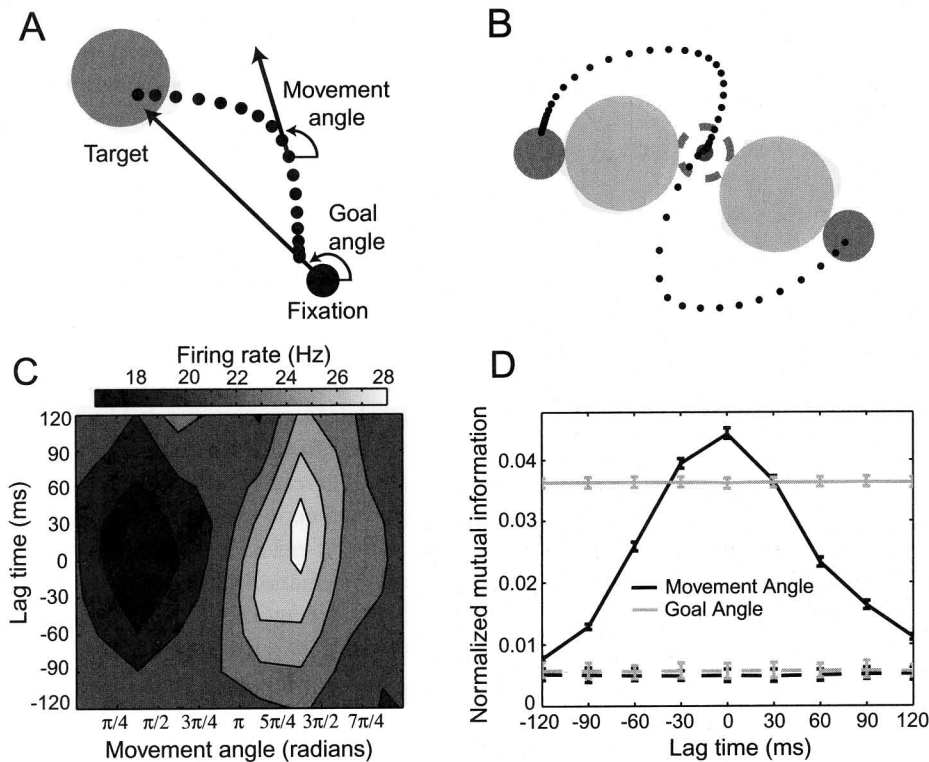 A
Movement
angle
Target
Goal
angle
Fixation
B
C
Firing rate (Hz)
18 20 22 24 26 28
Lag time (ms)
120
90
60
30
0
-30
-60
-90
-120
π/4 π/2 3π/4 π 5π/4 3π/2 7π/4
Movement angle (radians)
D
Normalized mutual information
0.04
0.03
0.02
0.01
0
Movement Angle
Goal Angle
-120 -90 -60 -30 0 30 60 90 120
Lag time (ms)